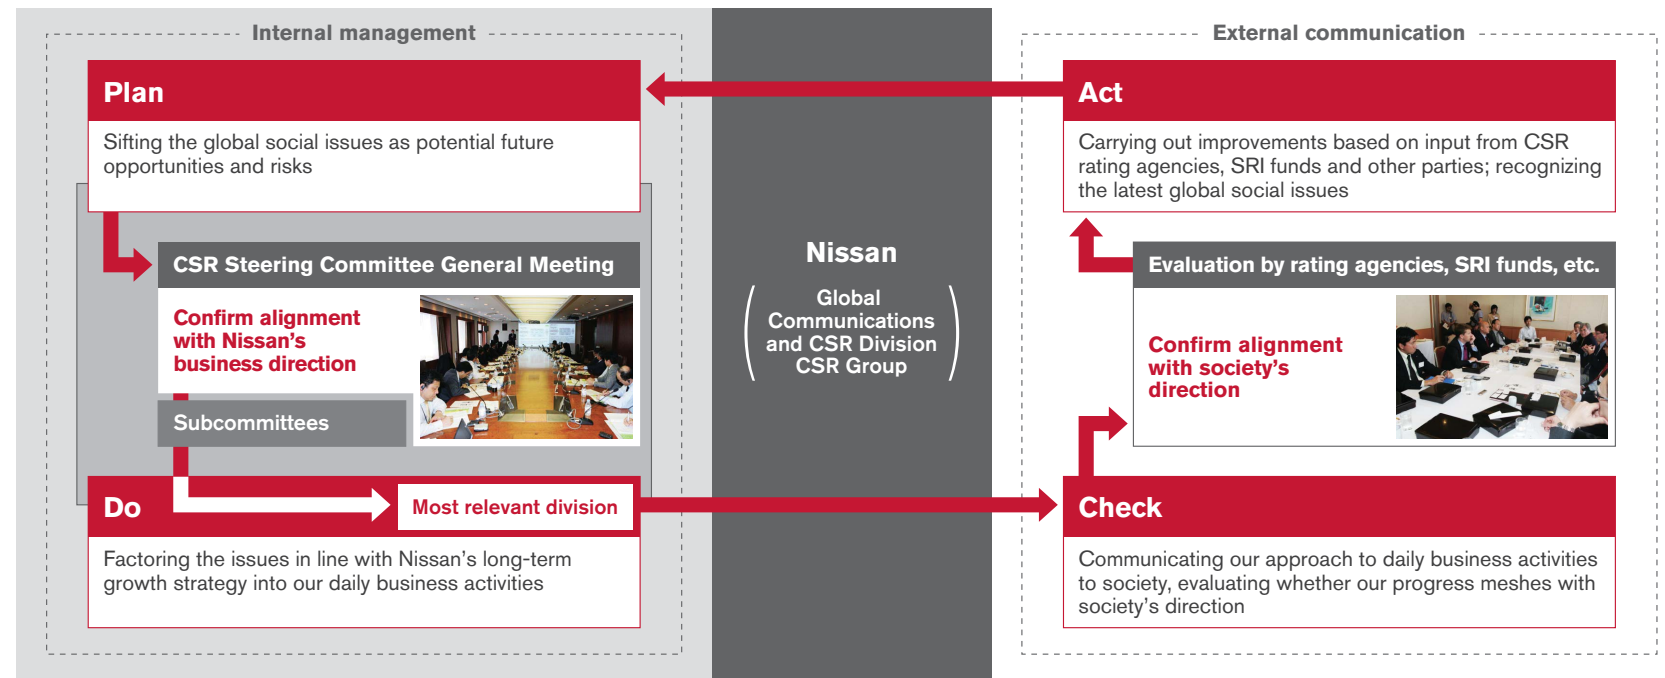 Internal management
Plan
Sifting the global social issues as potential future
opportunities and risks
CSR Steering Committee General Meeting
Confirm alignment
with Nissan’s
business direction
Subcommittees
Do
Most relevant division
Factoring the issues in line with Nissan’s long-term
growth strategy into our daily business activities
Nissan
Global
Communications
and CSR Division
CSR Group
External communication
Act
Carrying out improvements based on input from CSR
rating agencies, SRI funds and other parties; recognizing
the latest global social issues
Evaluation by rating agencies, SRI funds, etc.
Confirm alignment
with society’s
direction
Check
Communicating our approach to daily business activities
to society, evaluating whether our progress meshes with
society’s direction